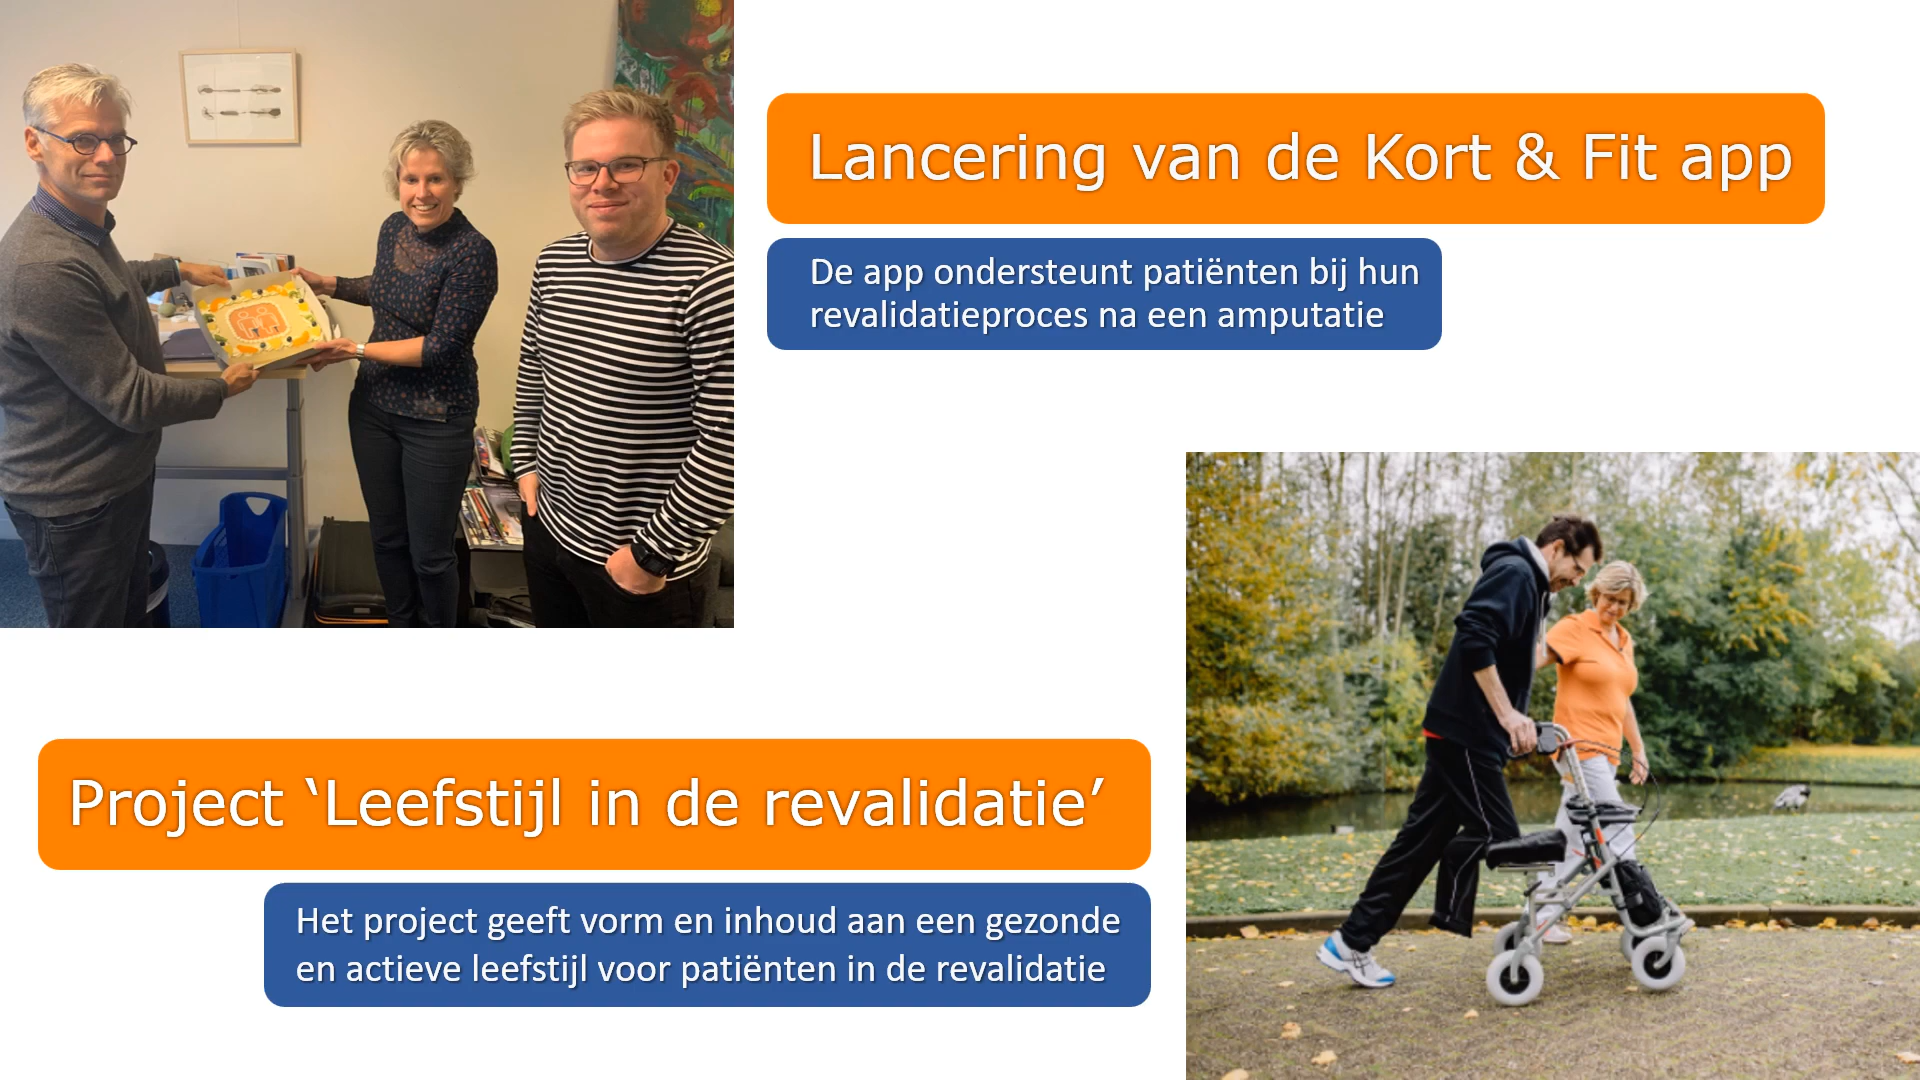 Lancering van de Kort & Fit app
De app ondersteunt patiënten bij hun
revalidatieproces na een amputatie
Project ‘Leefstijl in de revalidatie’
Het project geeft vorm en inhoud aan een gezonde
en actieve leefstijl voor patiënten in de revalidatie